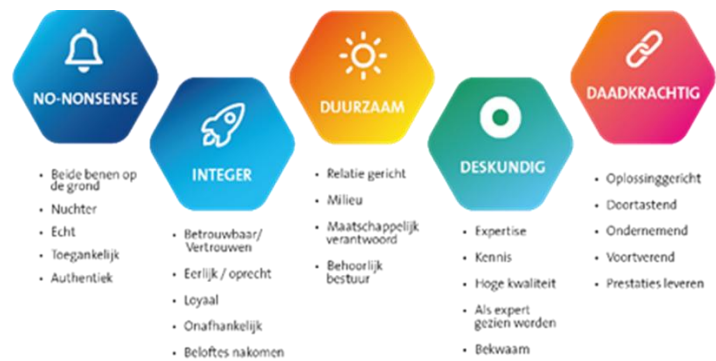 NO-NONSENSE
• Beide benen op
de grond
• Nuchter
• Echt
• Toegankelijk
• Authentiek
INTEGER
• Betrouwbaar/
Vertrouwen
• Eerlijk / oprecht
• Loyaal
• Onafhankelijk
• Beloftes nakomen
DUURZAAM
• Relatie gericht
• Milieu
• Maatschappelijk
verantwoord
• Behoorlijk
bestuur
DESKUNDIG
• Expertise
• Kennis
• Hoge kwaliteit
• Als expert
gezien worden
• Bekwaam
DAADKRACHTIG
• Oplossinggericht
• Doortastend
• Ondernemend
• Voortverend
• Prestaties leveren